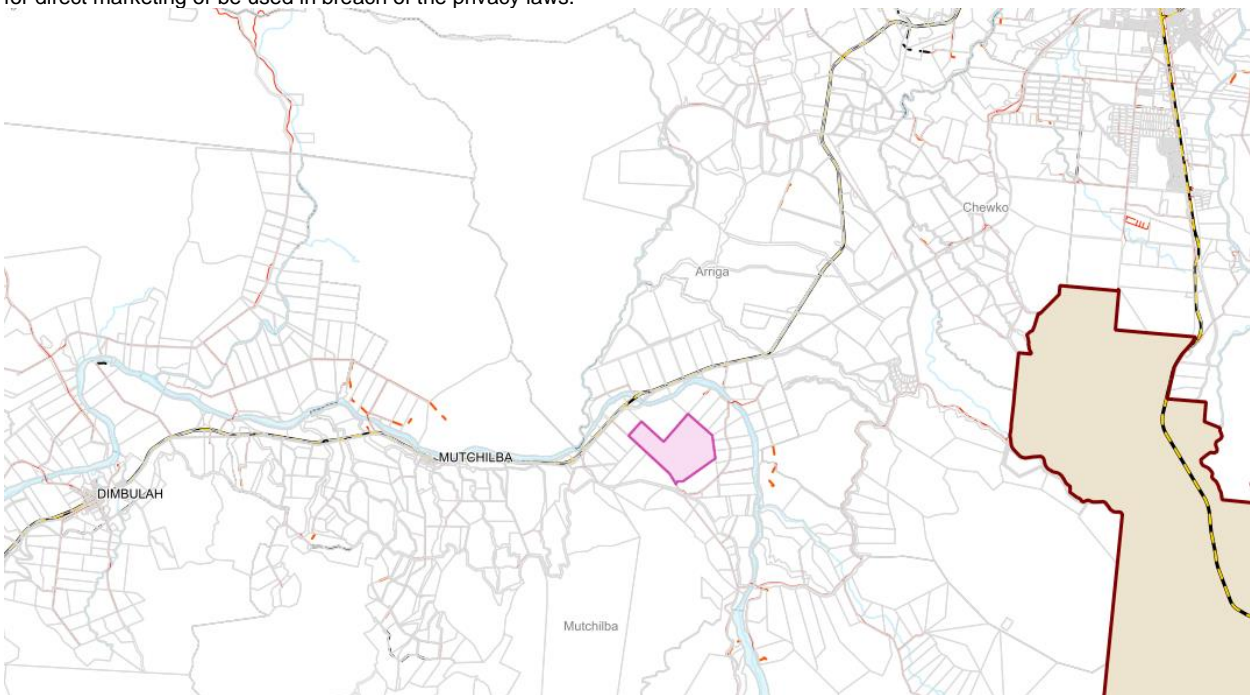 for direct marketing or be used in breach of the privacy laws.
Chewko
Arriga
MUTCHILBA
DIMBULAH
Mutchilba